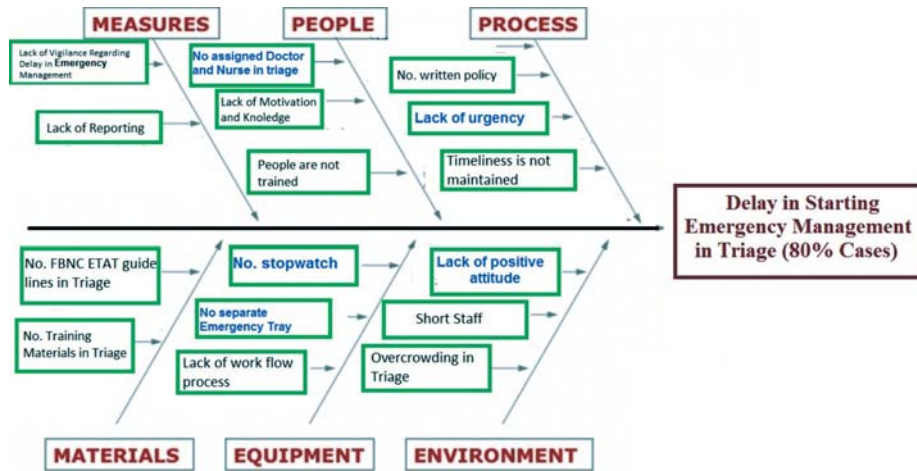 MEASURES
PEOPLE
PROCESS
Lack of Vigilance Regarding
Delay in Emergency
Management
No assigned Doctor
and Nurse in triage
No. written policy
Lack of Motivation
and Knoledge
Lack of urgency
Lack of Reporting
People are not
trained
Timeliness is not
maintained
Delay in Starting
Emergency Management
in Triage (80% Cases)
No. FBNC ETAT guide
lines in Triage
No. stopwatch
Lack of positive
attitude
No separate
Emergency Tray
Short Staff
No. Training
Materials in Triage
Lack of work flow
process
Overcrowding in
Triage
MATERIALS
EQUIPMENT
ENVIRONMENT